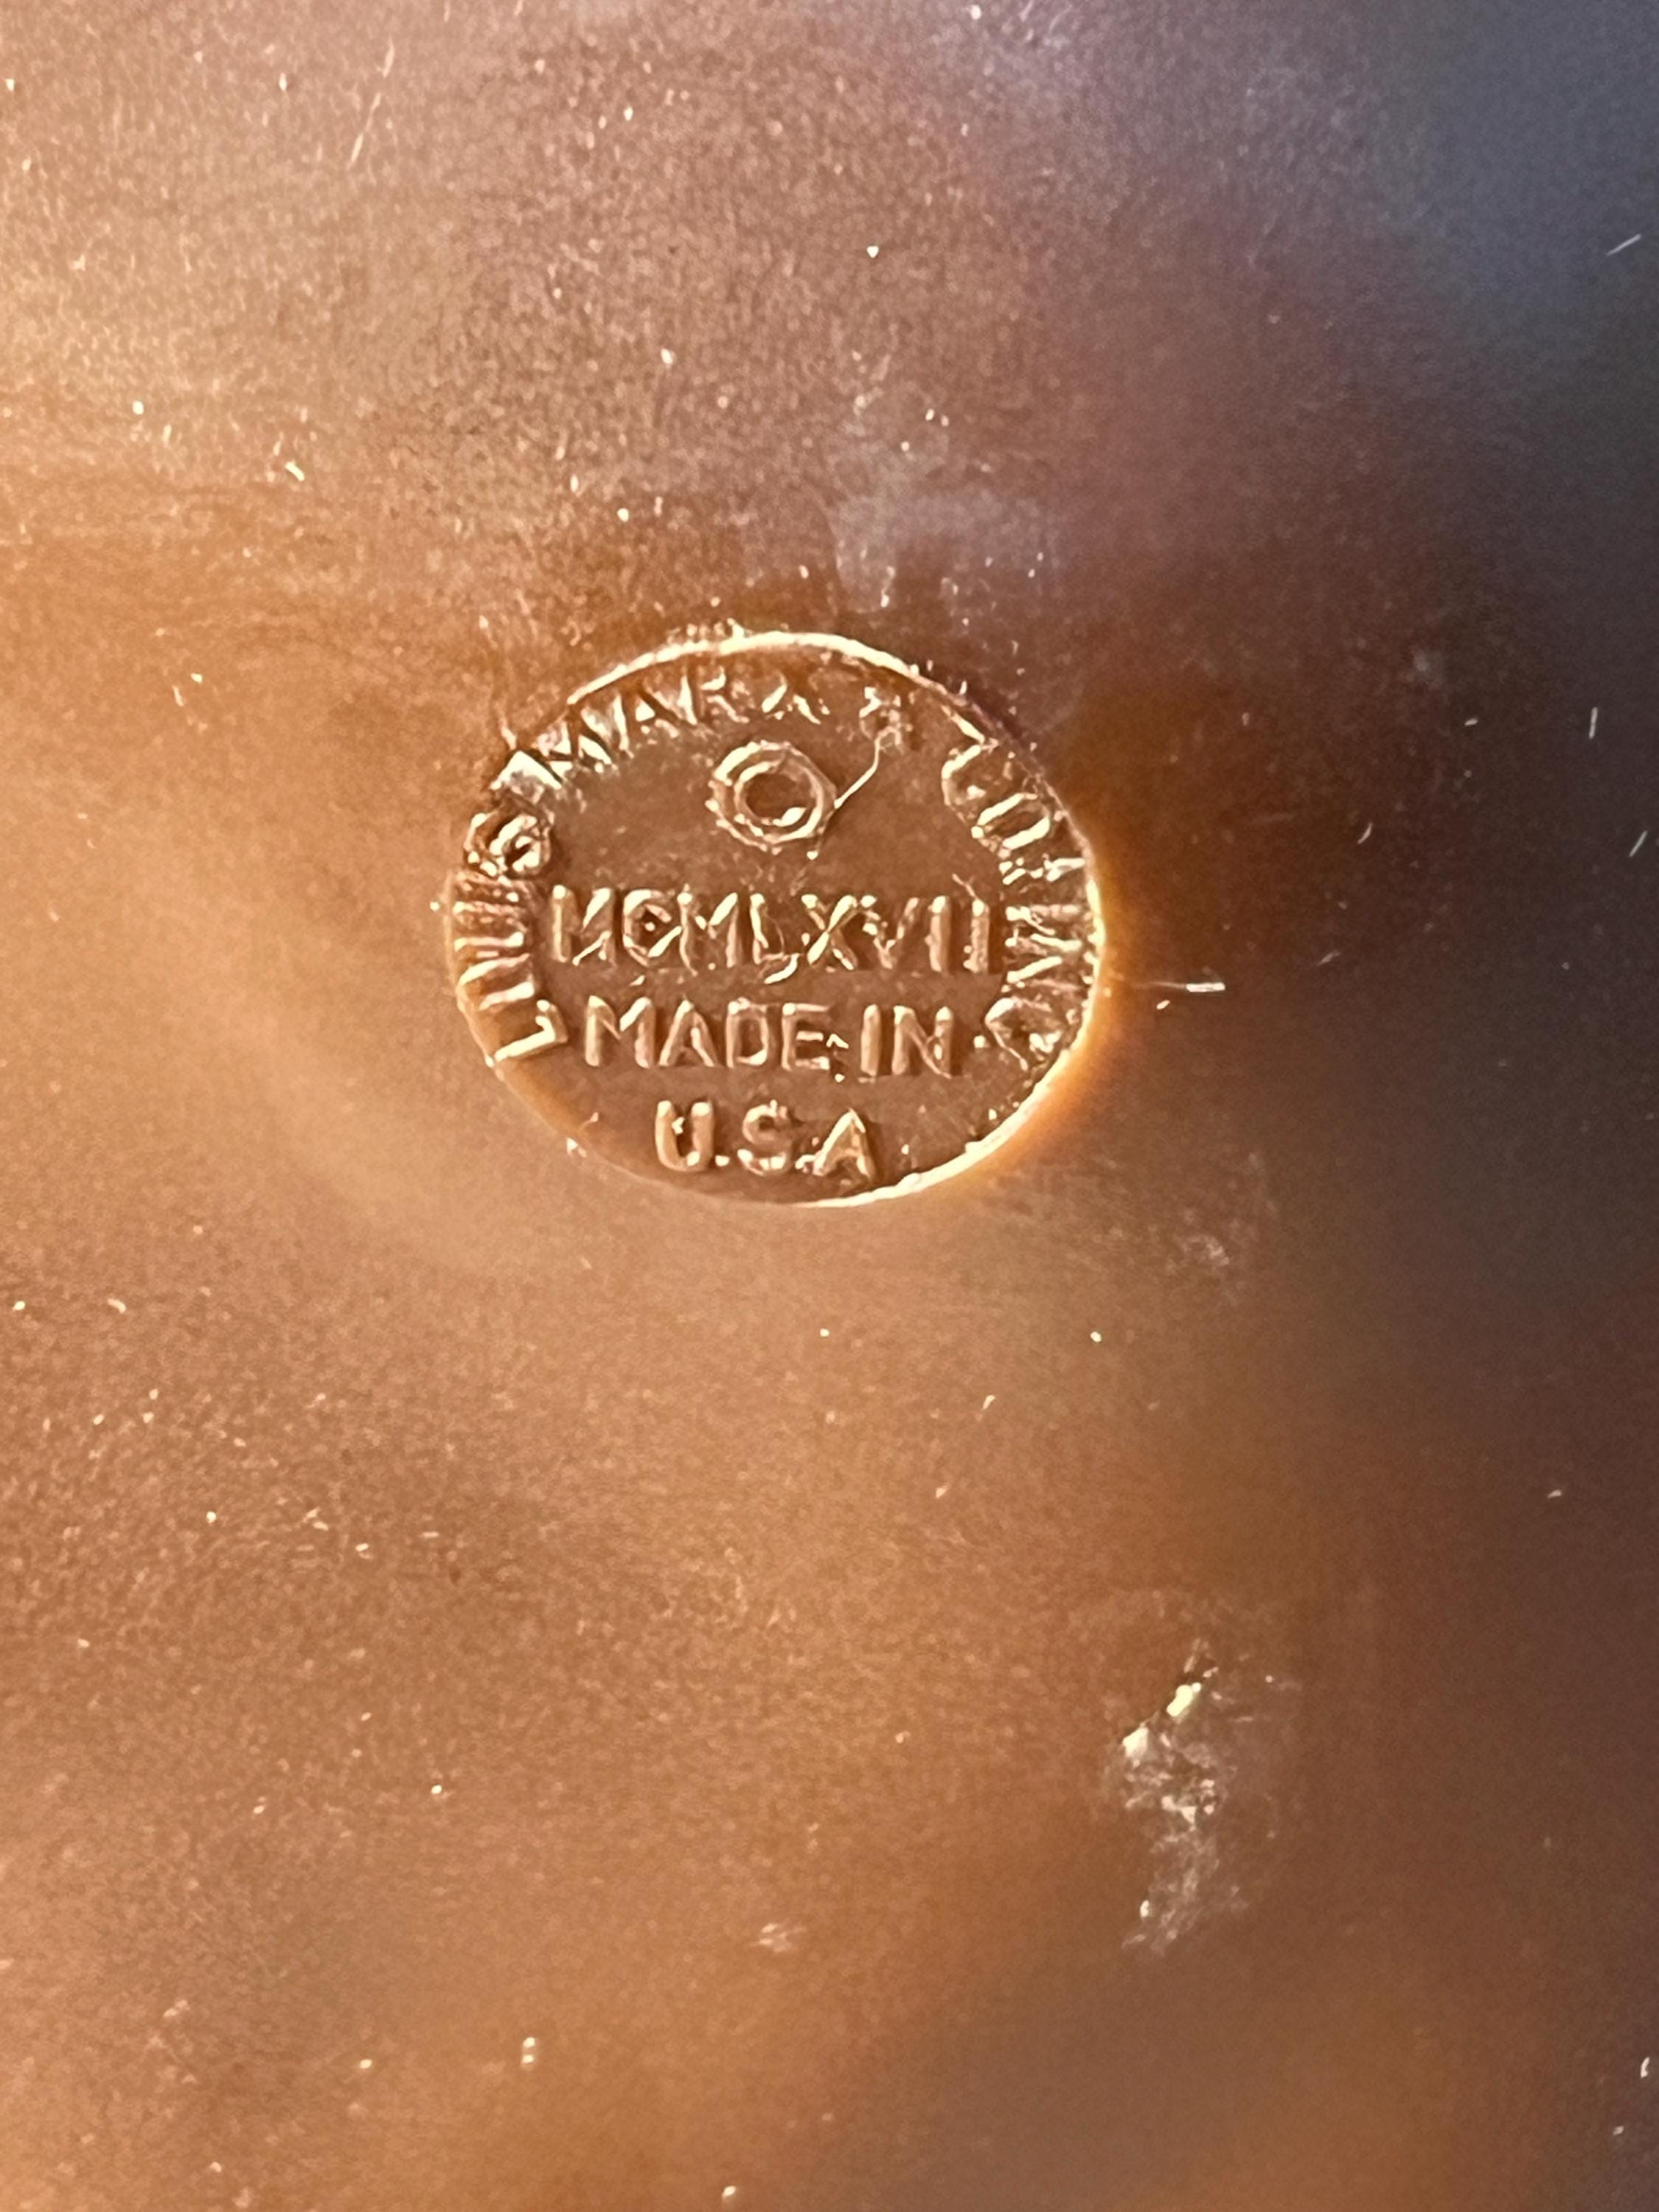 LOUIS MARX & CO. INC.
©
MCMLXVII
MADE IN
U.S.A